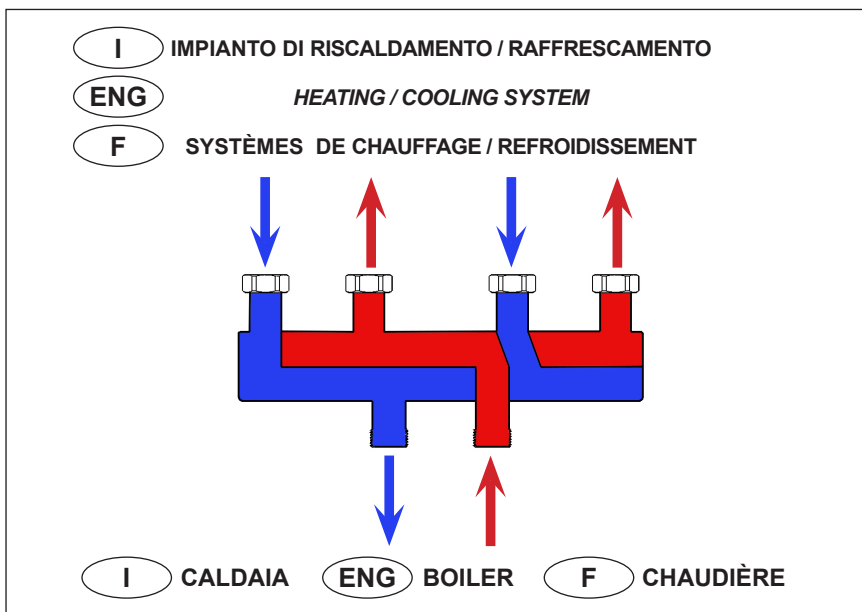 I IMPIANTO DI RISCALDAMENTO / RAFFRESCAMENTO
ENG HEATING / COOLING SYSTEM
F SYSTÈMES DE CHAUFFAGE / REFROIDISSEMENT
I CALDAIA ENG BOILER F CHAUDIÈRE